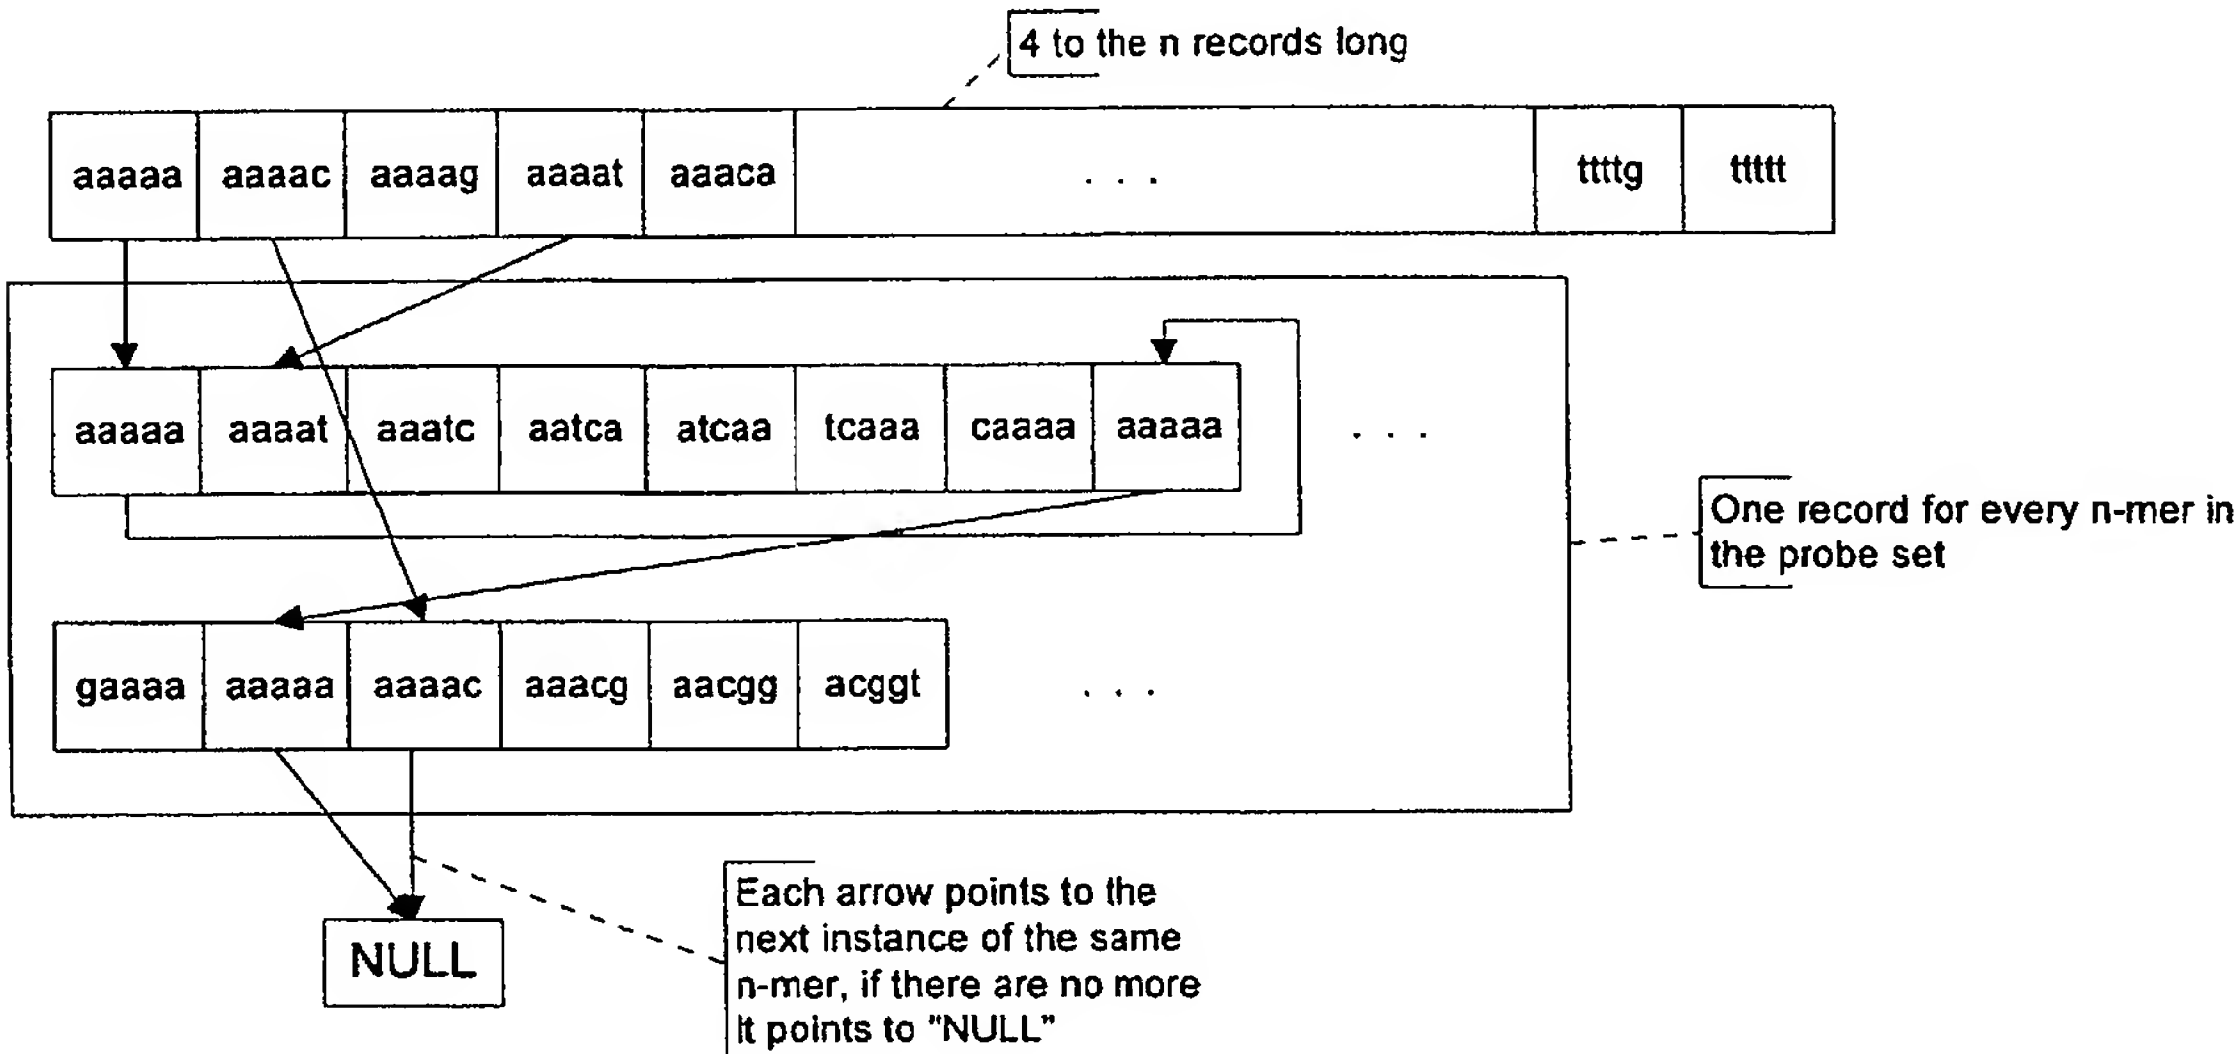 4 to the n records long
aaaaa aaaac aaaag aaaat aaaca . . . ttttg ttttt
aaaaa aaaat aaatc aatca atcaa tcaaa caaaa aaaaa . . .
One record for every n-mer in
the probe set
gaaaa aaaaa aaaac aaacg aacgg acggt . . .
Each arrow points to the
next instance of the same
n-mer, if there are no more
It points to "NULL"
NULL